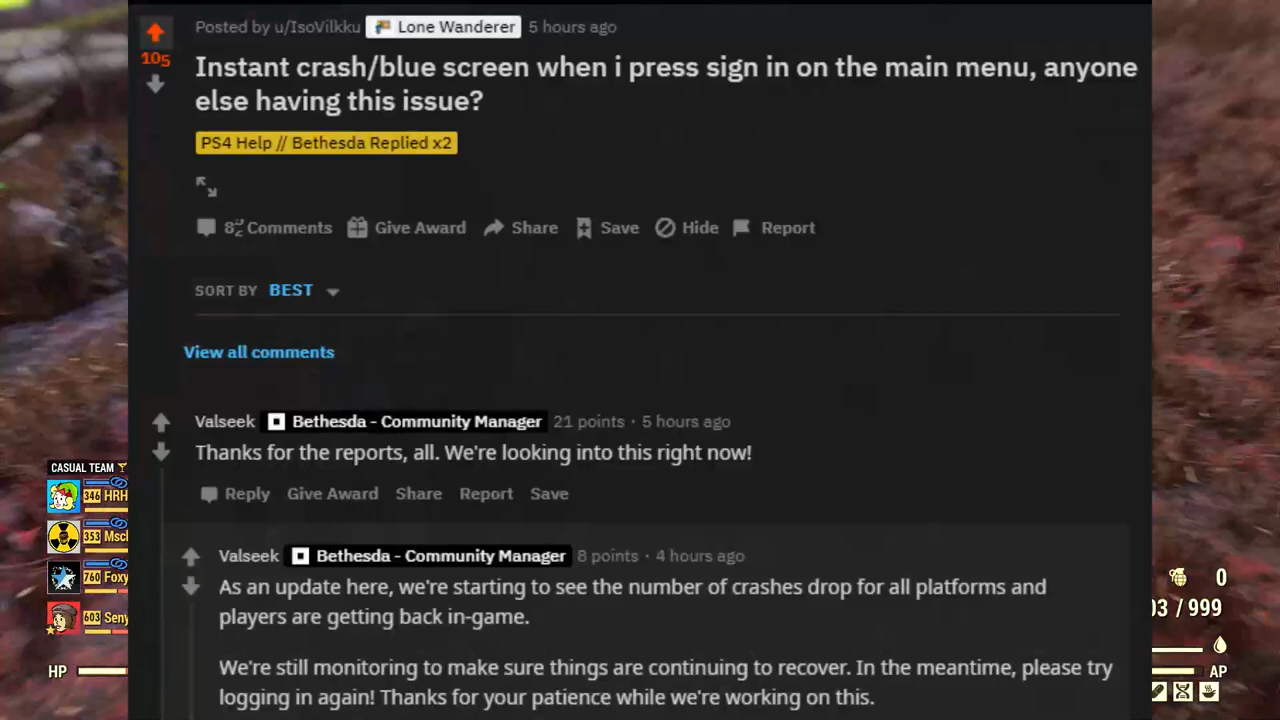 Posted by u/IsoVilkku Lone Wanderer 5 hours ago
105
Instant crash/blue screen when i press sign in on the main menu, anyone
else having this issue?
PS4 Help // Bethesda Replied x2
Comments Give Award Share Save Hide Report
SORT BY BEST
View all comments
Valseek Bethesda - Community Manager 21 points · 5 hours ago
Thanks for the reports, all. We're looking into this right now!
Reply Give Award Share Report Save
Valseek Bethesda - Community Manager 8 points · 4 hours ago
As an update here, we're starting to see the number of crashes drop for all platforms and
players are getting back in-game.
We're still monitoring to make sure things are continuing to recover. In the meantime, please try
logging in again! Thanks for your patience while we're working on this.
CASUAL TEAM
346 HRH
353 Msch
760 Foxy
603 Seny
HP
0
03 / 999
AP